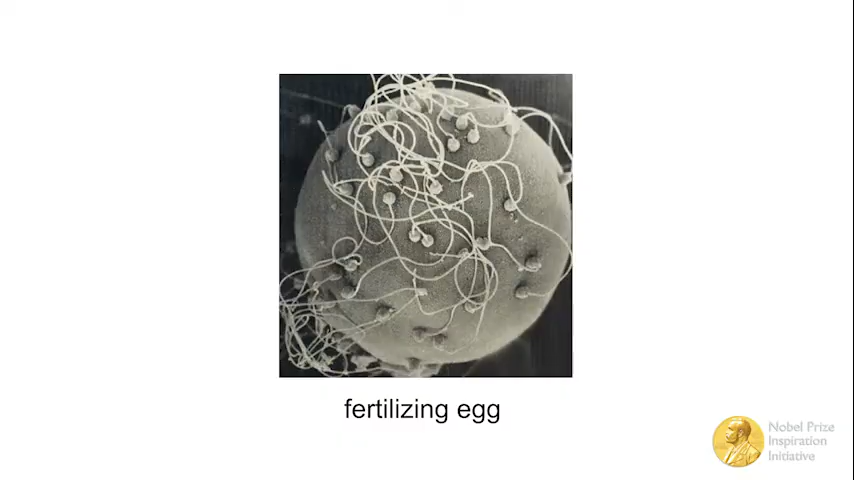 fertilizing egg
Nobel Prize
Inspiration
Initiative